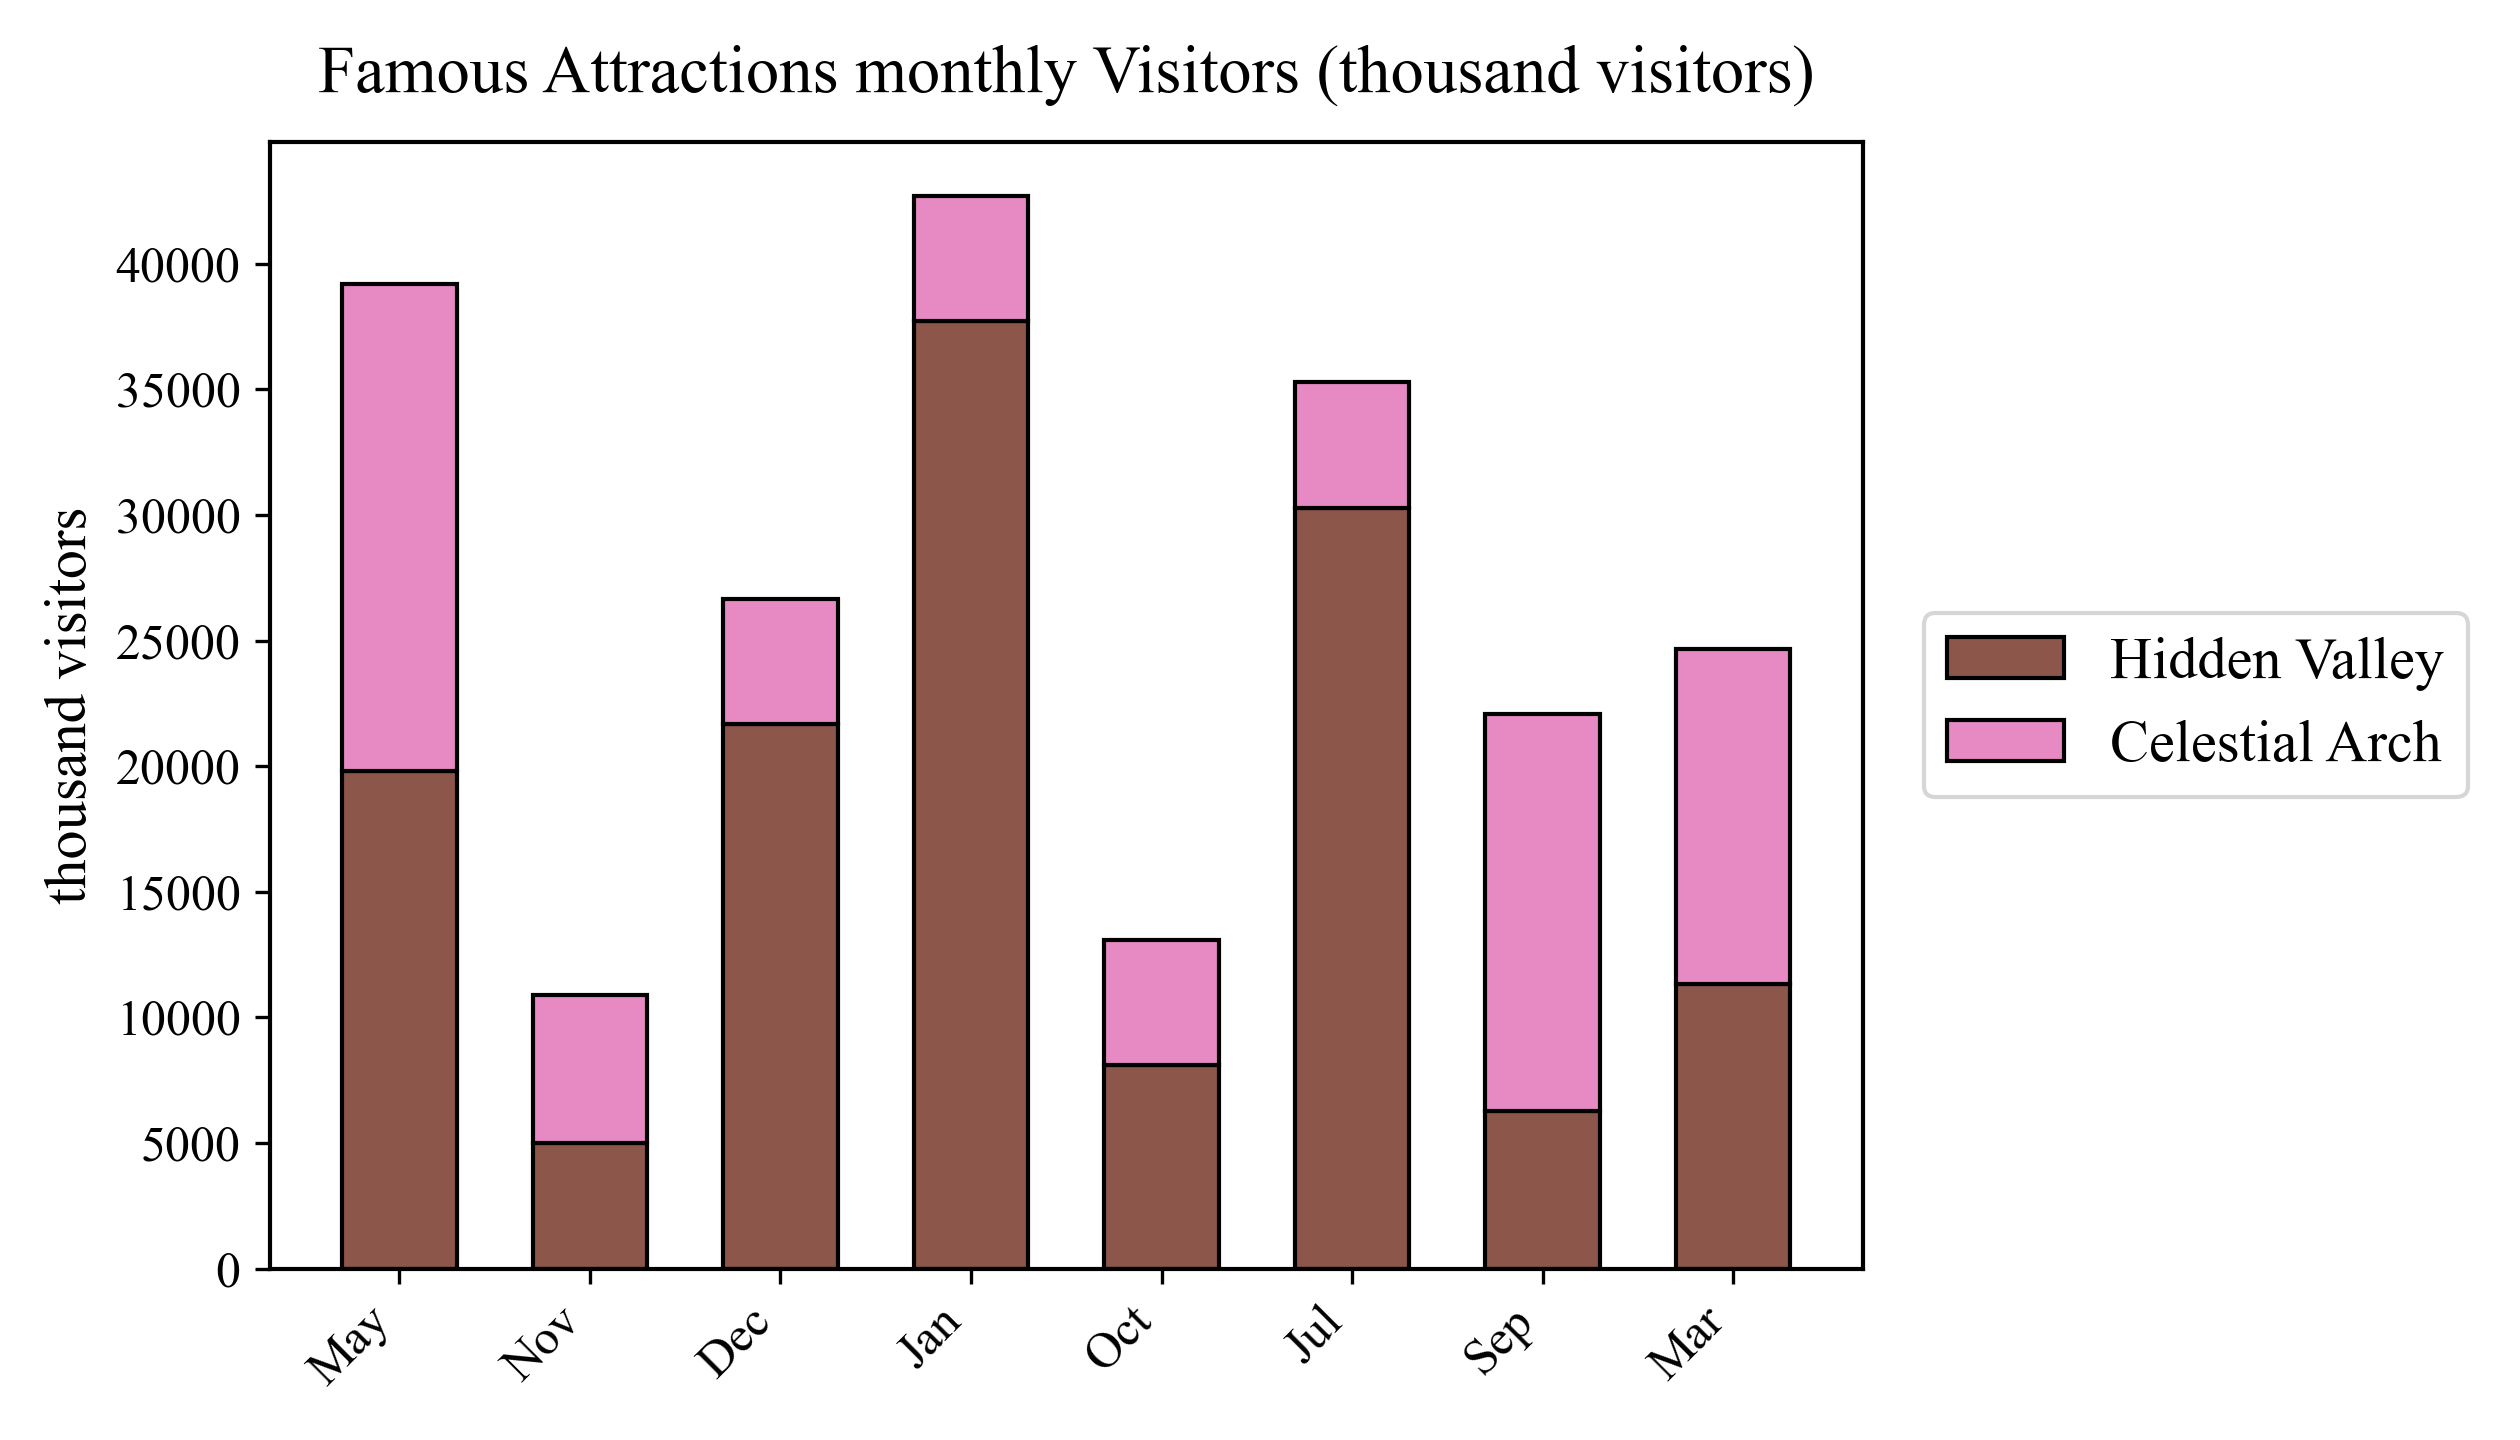 Famous Attractions monthly Visitors (thousand visitors)
thousand visitors
40000
35000
30000
25000
20000
15000
10000
5000
0
May
Nov
Dec
Jan
Oct
Jul
Sep
Mar
Hidden Valley
Celestial Arch